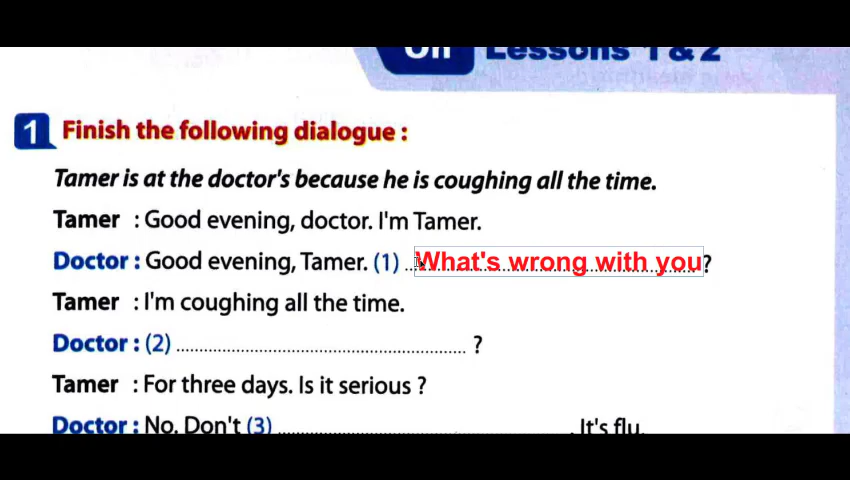 On Lessons 1 & 2
1 Finish the following dialogue :
Tamer is at the doctor's because he is coughing all the time.
Tamer : Good evening, doctor. I'm Tamer.
Doctor : Good evening, Tamer. (1) What's wrong with you ?
Tamer : I'm coughing all the time.
Doctor : (2) ........................................................ ?
Tamer : For three days. Is it serious ?
Doctor : No. Don't (3) ........................................................ . It's flu.